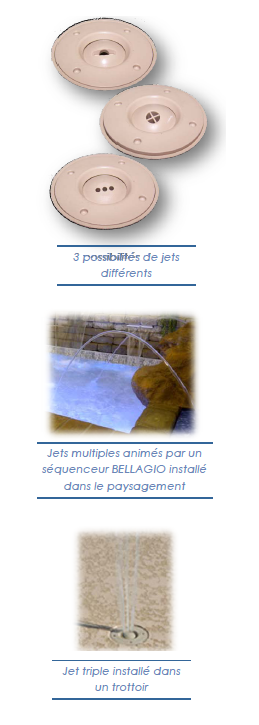 3 possibilités de jets
différents
Jets multiples animés par un
séquenceur BELLAGIO installé
dans le paysagement
Jet triple installé dans
un trottoir